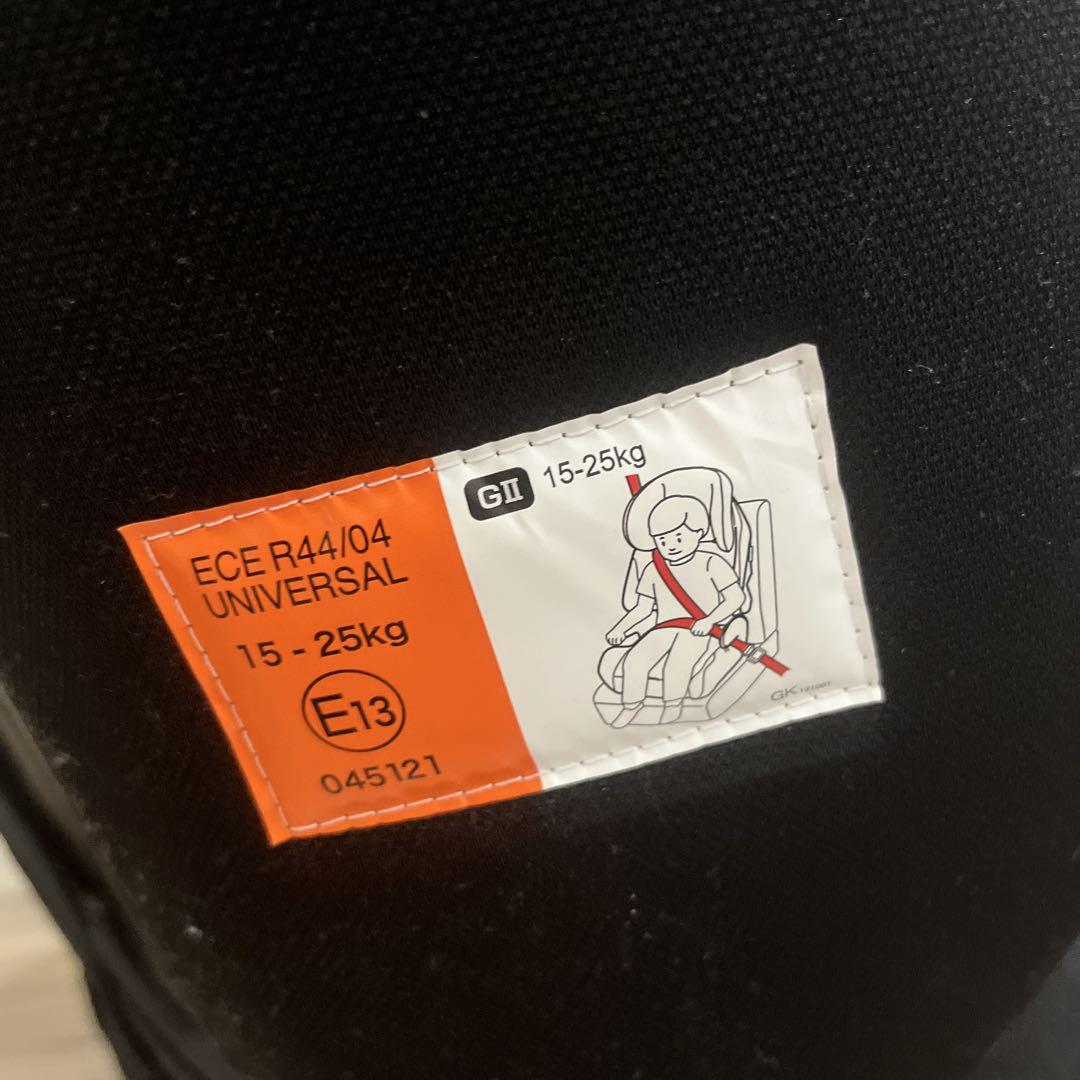 ECE R44/04
UNIVERSAL
15 - 25kg
E13
045121
GII 15-25kg